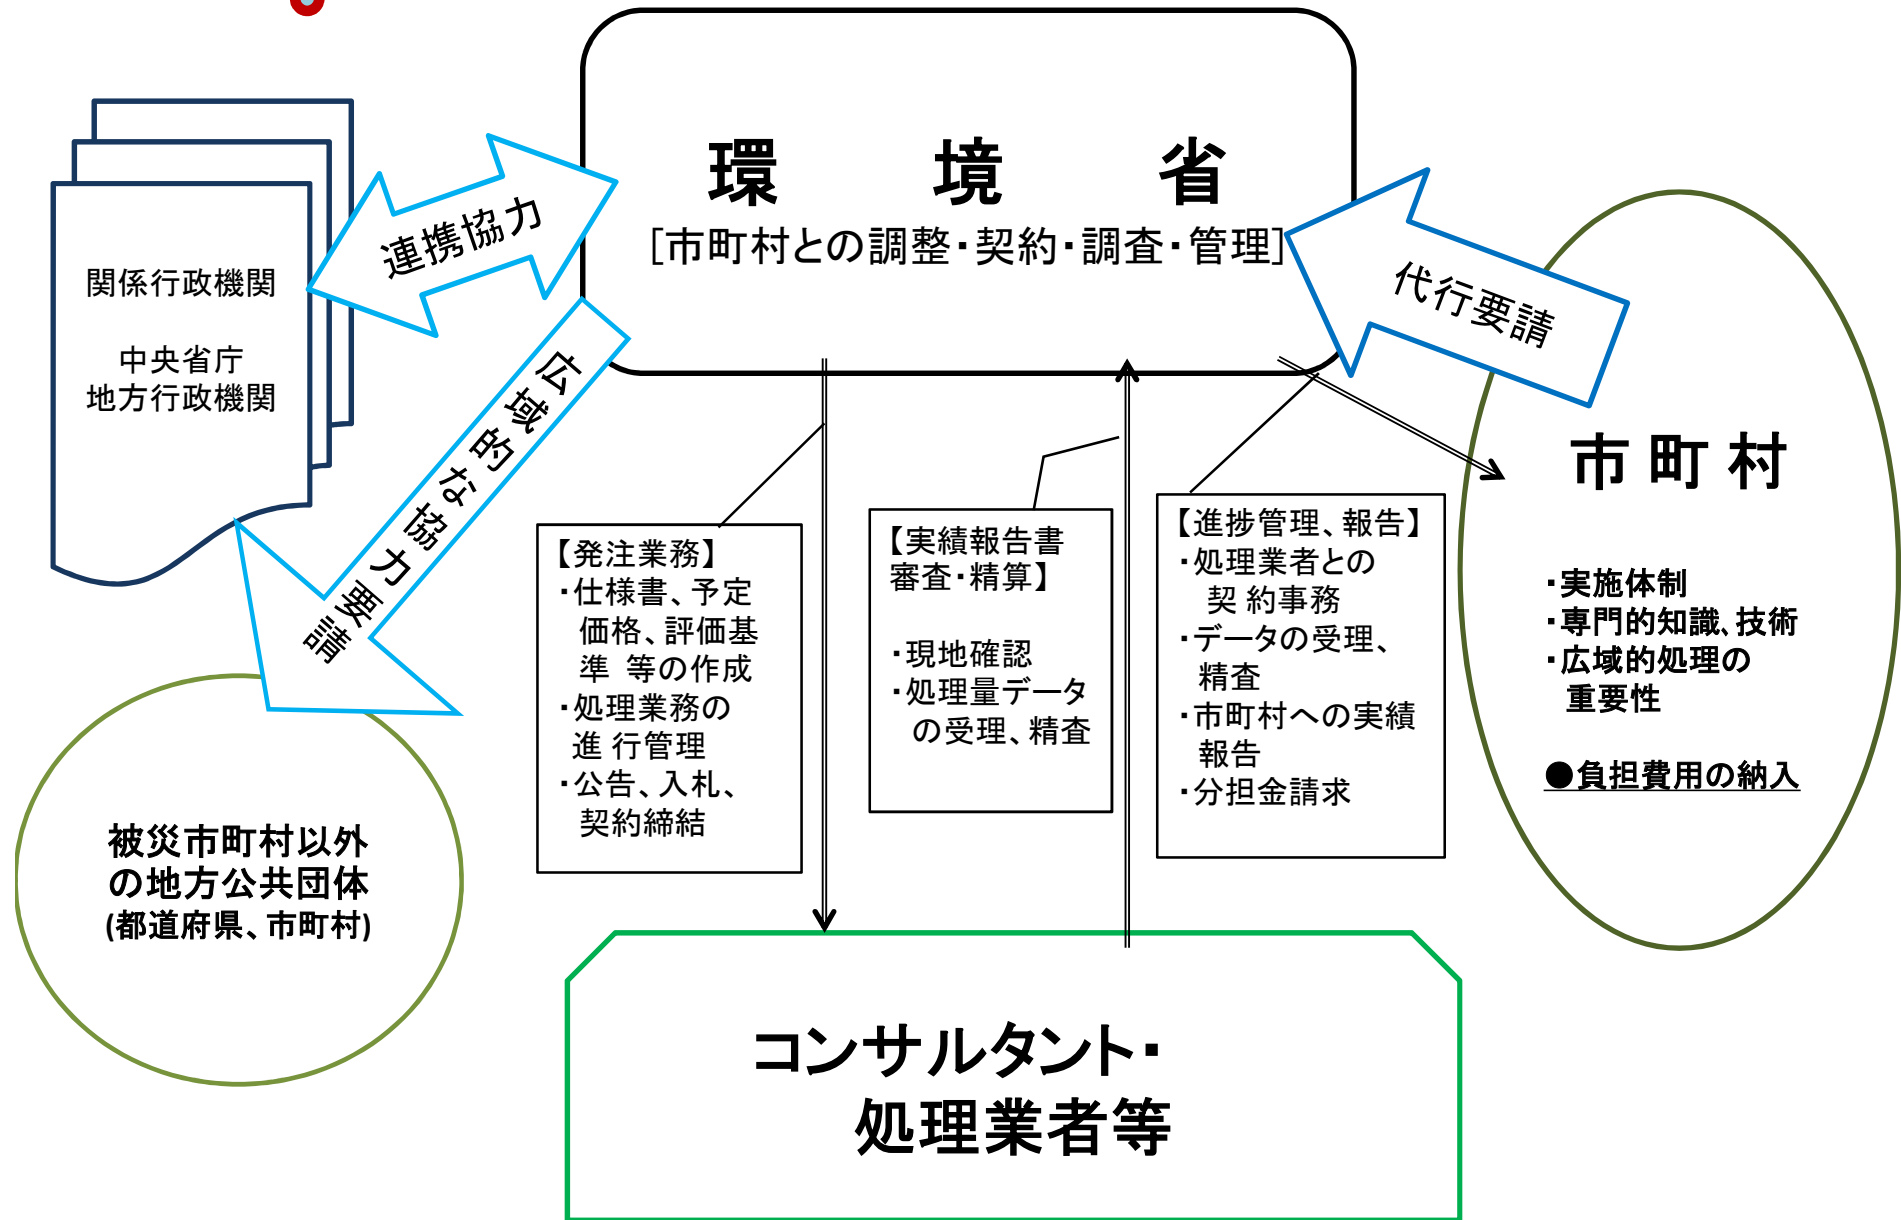 環 境 省
[市町村との調整・契約・調査・管理]
連携協力
関係行政機関
中央省庁
地方行政機関
代行要請
広域的な協力要請
市町村
・実施体制
・専門的知識、技術
・広域的処理の
重要性
●負担費用の納入
【発注業務】
・仕様書、予定
価格、評価基
準 等の作成
・処理業務の
進 行管理
・公告、入札、
契約締結
【実績報告書
審査・精算】
・現地確認
・処理量データ
の受理、精査
【進捗管理、報告】
・処理業者との
契 約事務
・データの受理、
精査
・市町村への実績
報告
・分担金請求
被災市町村以外
の地方公共団体
(都道府県、市町村)
コンサルタント・
処理業者等